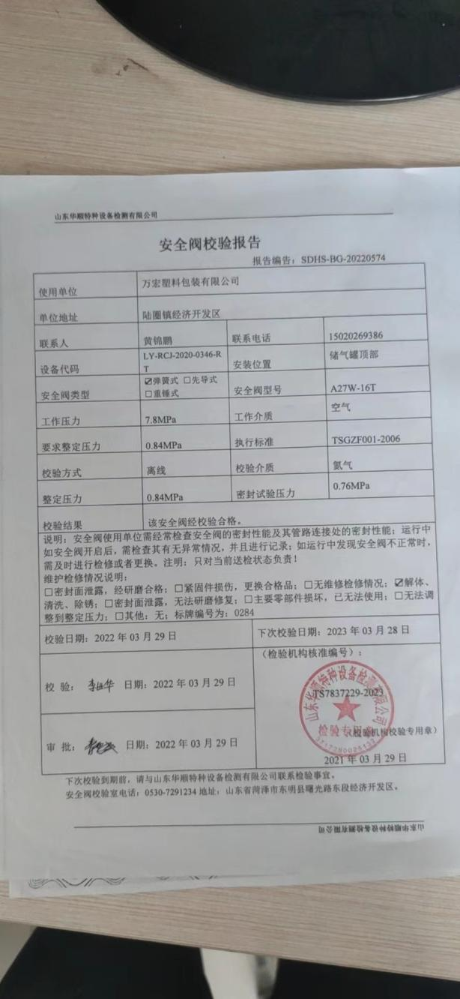 山东华顺特种设备检测有限公司
安全阀校验报告
报告编告：SDHS-BG-20220574
使用单位 万宏塑料包装有限公司
单位地址 陆圈镇经济开发区
联系人 黄锦鹏 联系电话 15020269386
设备代码 LY-RCJ-2020-0346-R
T 安装位置 储气罐顶部
安全阀类型 ☑弹簧式 □先导式
□重锤式 安全阀型号 A27W-16T
工作压力 7.8MPa 工作介质 空气
要求整定压力 0.84MPa 执行标准 TSGZF001-2006
校验方式 离线 校验介质 氮气
整定压力 0.84MPa 密封试验压力 0.76MPa
校验结果 该安全阀经校验合格。
说明：安全阀使用单位需经常检查安全阀的密封性能及其管路连接处的密封性能；运行中
如安全阀开启后，需检查其有无异常情况，并且进行记录；如运行中发现安全阀不正常时，
需及时进行检修或者更换。注明：只对当前送检状态负责！
维护检修情况说明：
□密封面泄露，经研磨合格；□紧固件损伤，更换合格品；□无维修检修情况；☑解体、
清洗、除锈；□密封面泄露，无法研磨修复；□主要零部件损坏，已无法使用；□无法调
整到整定压力；□其他：无；标牌编号为：0284
校验日期：2022 年 03 月 29 日 下次校验日期：2023 年 03 月 28 日
（检验机构核准编号）：
校 验： 日期：2022 年 03 月 29 日
山东华顺特种设备检测有限公司
TS7837229-2023
检验专用章
（检验机构校验专用章）
审 批： 日期：2022 年 03 月 29 日
2021 年 03 月 29 日
下次校验到期前，请与山东华顺特种设备检测有限公司联系检验事宜。
安全阀校验室电话：0530-7291234 地址：山东省菏泽市东明县曙光路东段经济开发区。
山东华顺特种设备检测有限公司